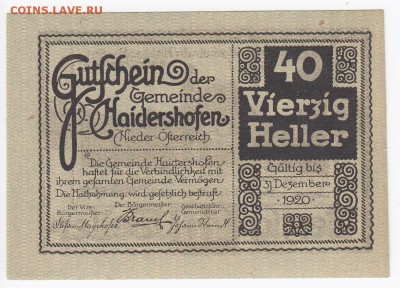 COINS.LAVE.RU
Gutschein der
Gemeinde
Haidershofen
Nieder-Österreich
Die Gemeinde Haidershofen
haftet für die Verbindlichkeit mit
ihrem gesamten Gemeinde Vermögen
Die Nachahmung wird gesetzlich bestraft
Der Vize-
Bürgermeister:
Der Bürgermeister:
Gemeinderat
40
Vierzig
Heller
Gültig bis
31 Dezember
1920